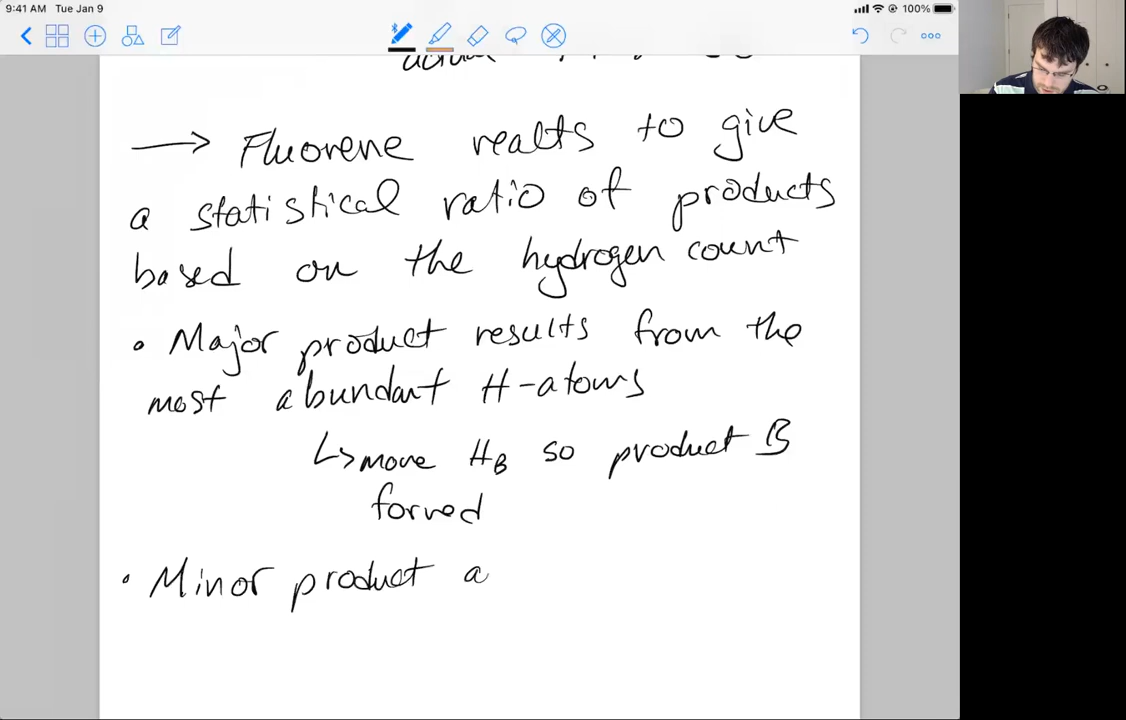 9:41 AM Tue Jan 9
100%
→ Fluorene reacts to give
a statistical ratio of products
based on the hydrogen count
• Major product results from the
most abundant H-atoms
↳ more HB so product B
formed
• Minor product a